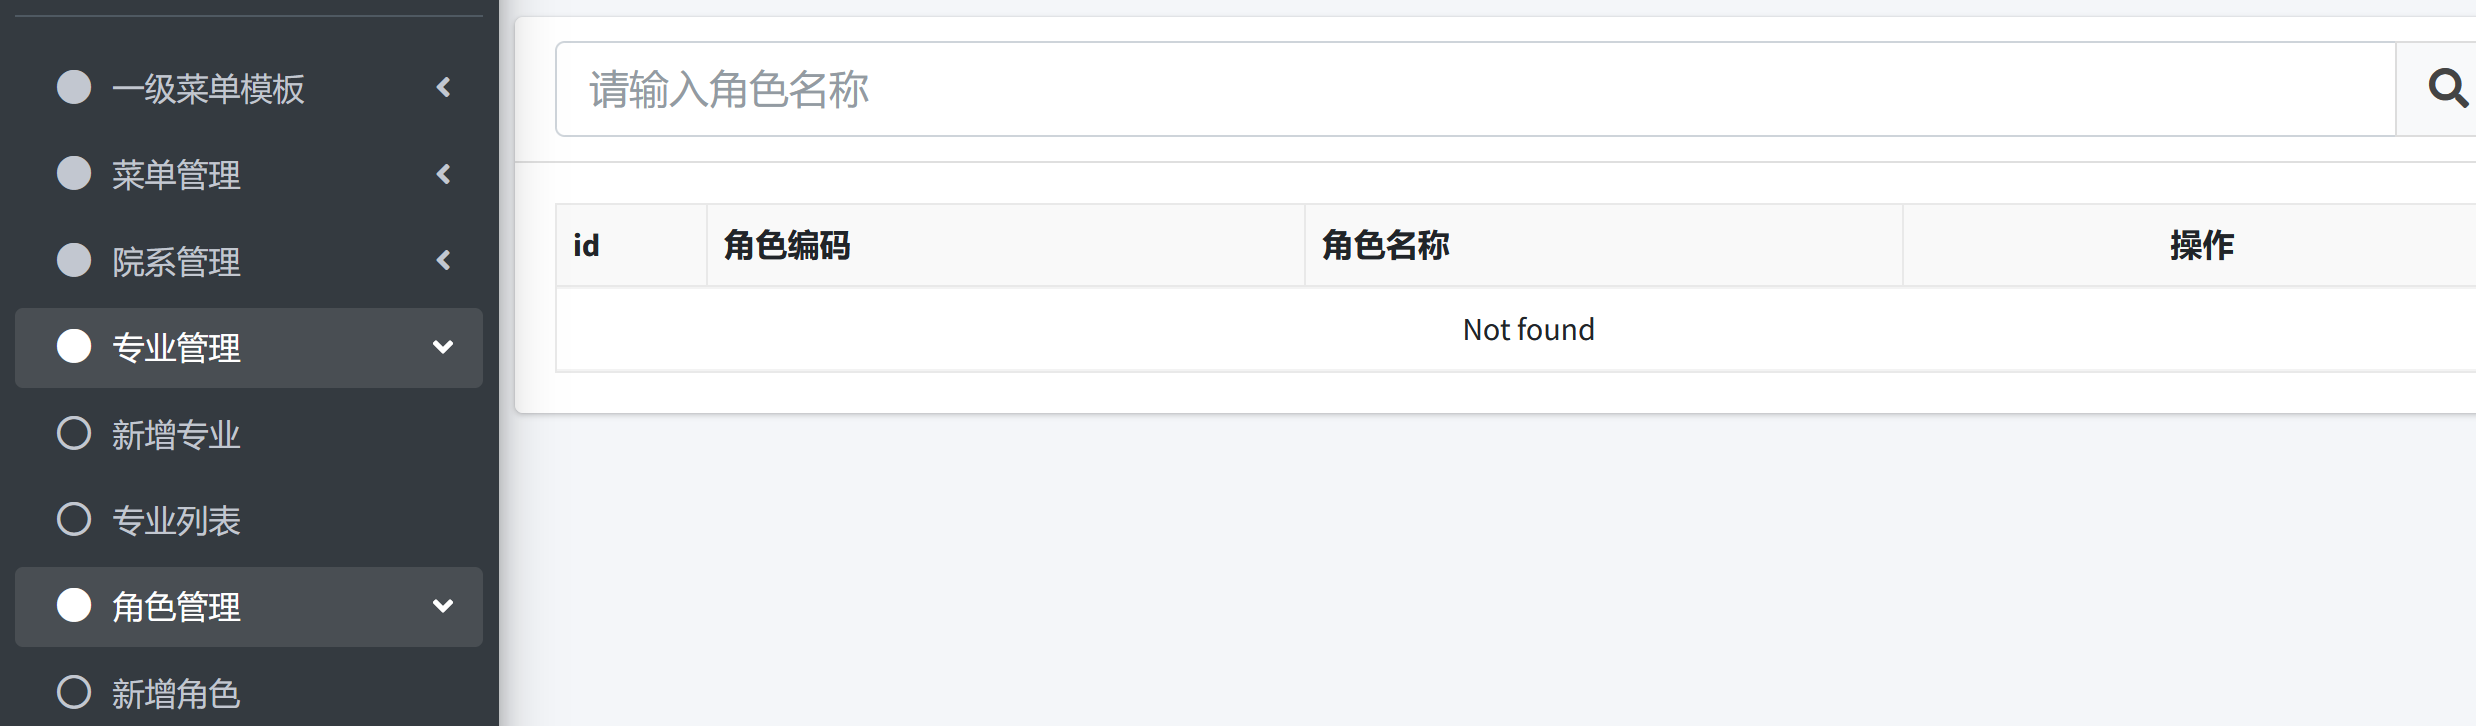 一级菜单模板
菜单管理
院系管理
专业管理
新增专业
专业列表
角色管理
新增角色
请输入角色名称
id 角色编码 角色名称 操作
Not found